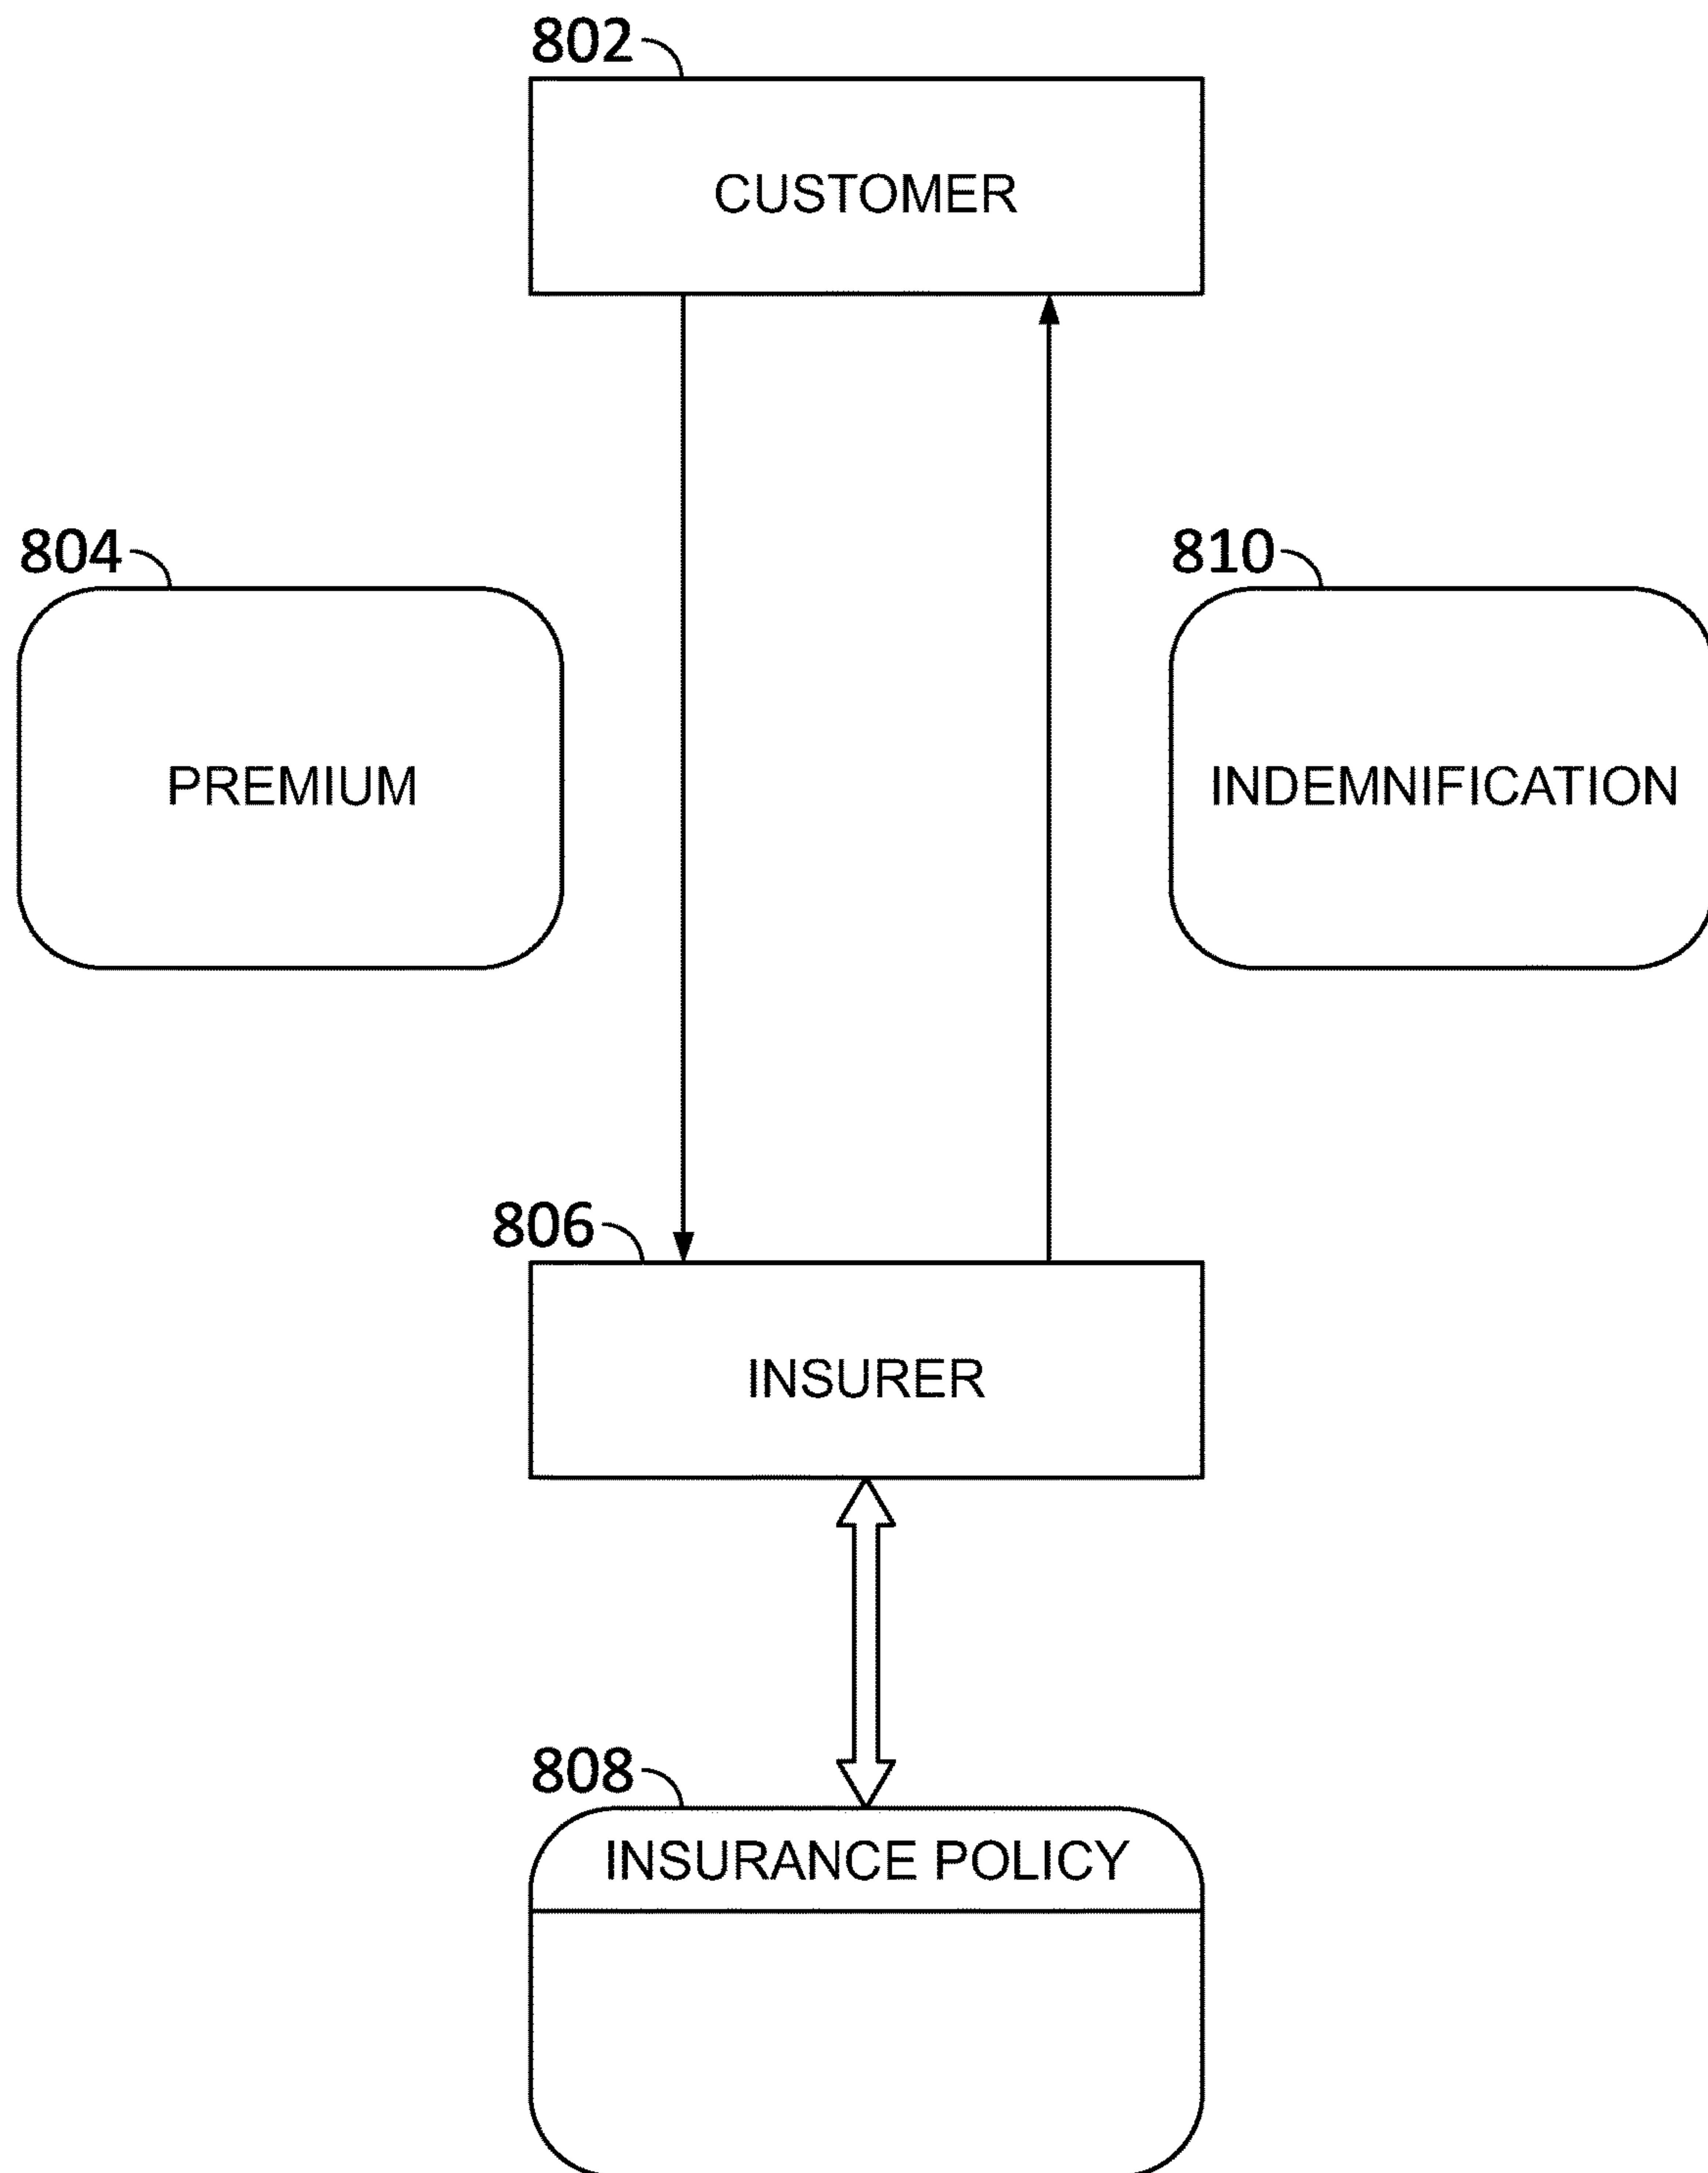 802
CUSTOMER
804
PREMIUM
810
INDEMNIFICATION
806
INSURER
808
INSURANCE POLICY